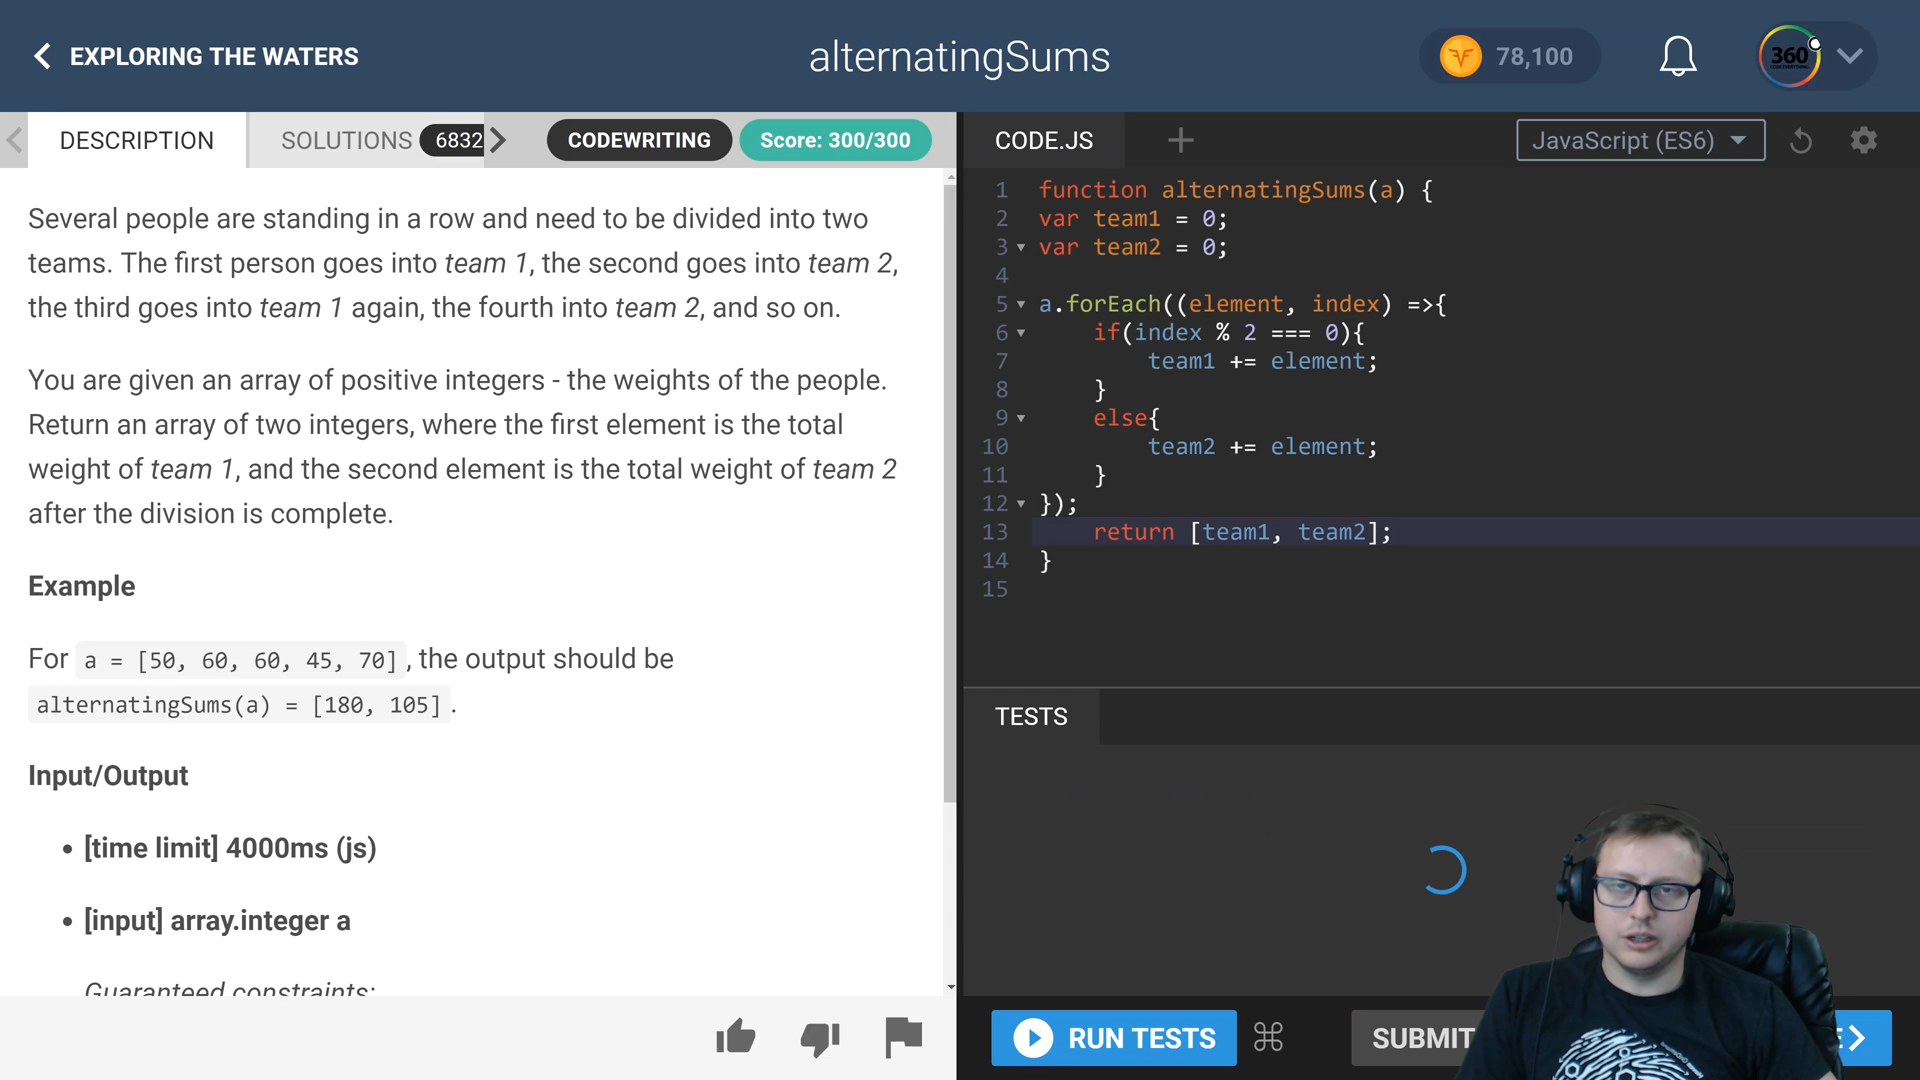 EXPLORING THE WATERS
alternatingSums
78,100
360
DESCRIPTION
SOLUTIONS 6832
CODEWRITING
Score: 300/300
Several people are standing in a row and need to be divided into two
teams. The first person goes into team 1, the second goes into team 2,
the third goes into team 1 again, the fourth into team 2, and so on.
You are given an array of positive integers - the weights of the people.
Return an array of two integers, where the first element is the total
weight of team 1, and the second element is the total weight of team 2
after the division is complete.
Example
For a = [50, 60, 60, 45, 70], the output should be
alternatingSums(a) = [180, 105].
Input/Output
• [time limit] 4000ms (js)
• [input] array.integer a
Guaranteed constraints:
CODE.JS
JavaScript (ES6)
1 function alternatingSums(a) {
2 var team1 = 0;
3 var team2 = 0;
4
5 a.forEach((element, index) =>{
6 if(index % 2 === 0){
7 team1 += element;
8 }
9 else{
10 team2 += element;
11 }
12 });
13 return [team1, team2];
14 }
15
TESTS
RUN TESTS
SUBMIT